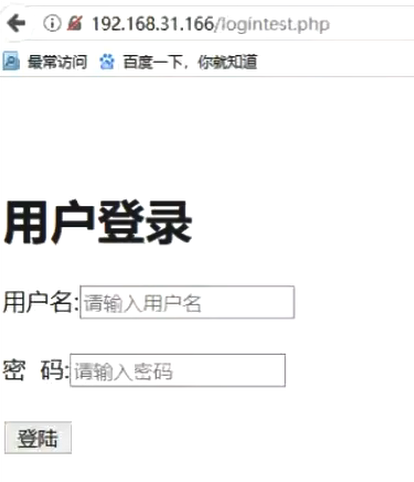 192.168.31.166/logintest.php
最常访问 百度一下，你就知道
用户登录
用户名:请输入用户名
密 码:请输入密码
登陆